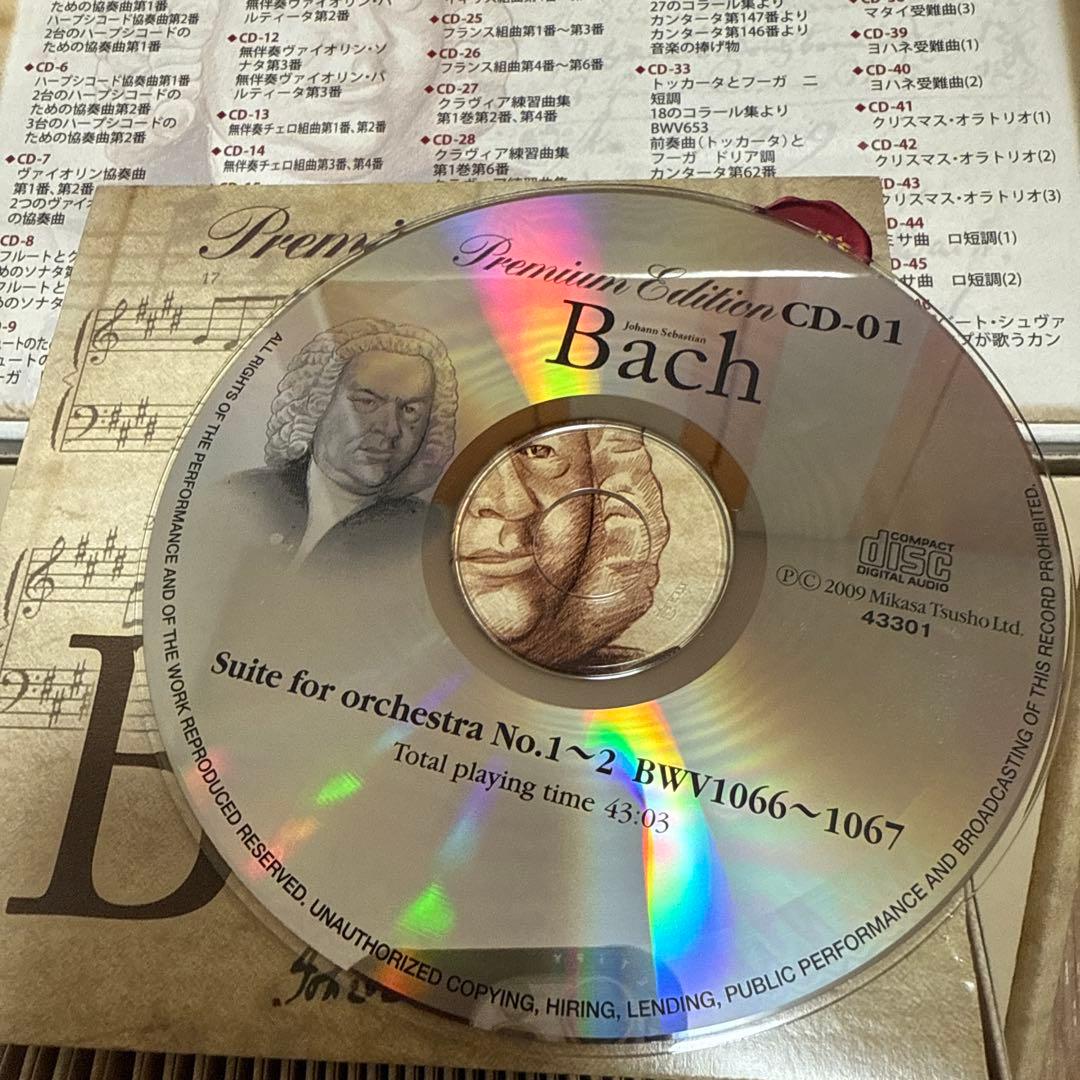 ための協奏曲第1番
ハープシコード協奏曲第2番
2台のハープシコードの
ための協奏曲第1番
◆CD-6
ハープシコード協奏曲第1番
2台のハープシコードの
ための協奏曲第2番
3台のハープシコードの
ための協奏曲第2番
◆CD-7
ヴァイオリン協奏曲
第1番、第2番
2つのヴァイオ
の協奏曲
CD-8
フルートと
めのソナタ第
フルートと
めのソナタ
D-9
ュートのた
ュートの
ーガ
無伴奏ヴァイオリン・パ
ルティータ第2番
◆CD-12
無伴奏ヴァイオリン・ソ
ナタ第3番
無伴奏ヴァイオリン・パ
ルティータ第3番
◆CD-13
無伴奏チェロ組曲第1番、第2番
◆CD-14
無伴奏チェロ組曲第3番、第4番
◆CD-25
フランス組曲第1番〜第3番
◆CD-26
フランス組曲第4番〜第6番
◆CD-27
クラヴィア練習曲集
第1巻第2番、第4番
◆CD-28
クラヴィア練習曲集
第1巻第6番
27のコラール集より
カンタータ第147番より
カンタータ第146番より
音楽の捧げ物
◆CD-33
トッカータとフーガ 二
短調
18のコラール集より
BWV653
前奏曲(トッカータ)と
フーガ ドリア調
カンタータ第62番
マタイ受難曲(3)
◆CD-39
ヨハネ受難曲(1)
◆CD-40
ヨハネ受難曲(2)
◆CD-41
クリスマス・オラトリオ(1)
◆CD-42
クリスマス・オラトリオ(2)
D-43
クリスマス・オラトリオ(3)
D-44
ミサ曲 ロ短調(1)
D-45
サ曲 ロ短調(2)
ート・シュヴァ
が歌うカン
Premi
17
B
Premium Edition CD-01
Johann Sebastian
Bach
COMPACT
disc
DIGITAL AUDIO
ⓅⒸ 2009 Mikasa Tsusho Ltd.
43301
Suite for orchestra No.1〜2 BWV1066〜1067
Total playing time 43:03
ALL RIGHTS OF THE PERFORMANCE AND OF THE WORK REPRODUCED RESERVED. UNAUTHORIZED COPYING, HIRING, LENDING, PUBLIC PERFORMANCE AND BROADCASTING OF THIS RECORD PROHIBITED.